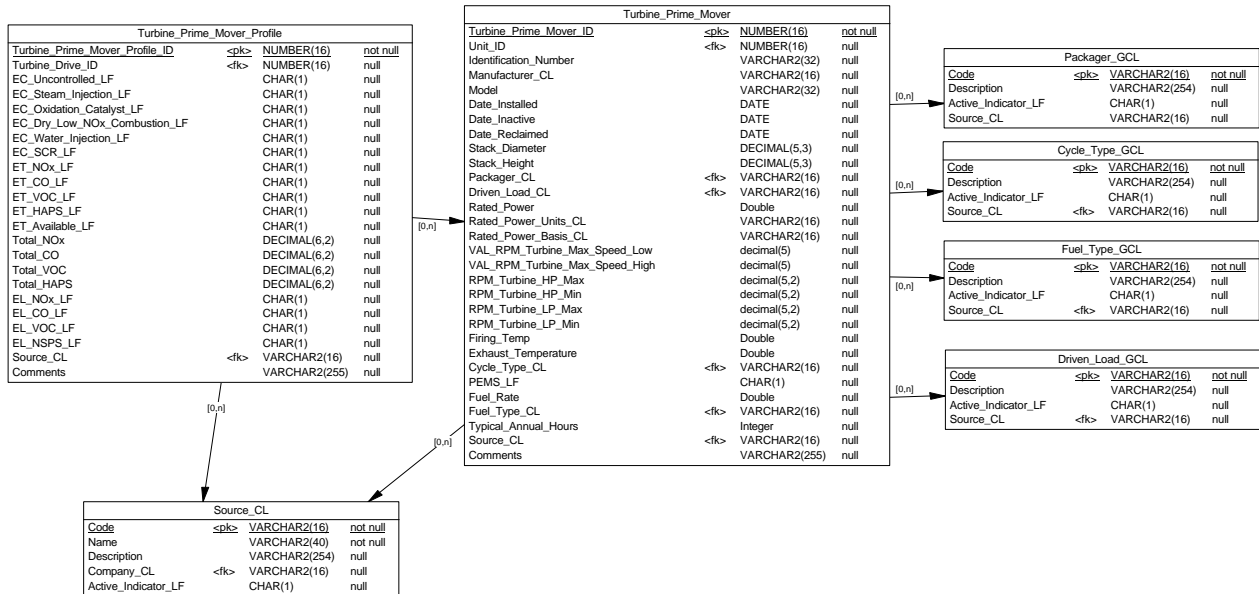 Turbine_Prime_Mover_Profile
Turbine_Prime_Mover_Profile_ID <pk> NUMBER(16) not null
Turbine_Drive_ID <fk> NUMBER(16) null
EC_Uncontrolled_LF CHAR(1) null
EC_Steam_Injection_LF CHAR(1) null
EC_Oxidation_Catalyst_LF CHAR(1) null
EC_Dry_Low_NOx_Combustion_LF CHAR(1) null
EC_Water_Injection_LF CHAR(1) null
EC_SCR_LF CHAR(1) null
ET_NOx_LF CHAR(1) null
ET_CO_LF CHAR(1) null
ET_VOC_LF CHAR(1) null
ET_HAPS_LF CHAR(1) null
ET_Available_LF CHAR(1) null
Total_NOx DECIMAL(6,2) null
Total_CO DECIMAL(6,2) null
Total_VOC DECIMAL(6,2) null
Total_HAPS DECIMAL(6,2) null
EL_NOx_LF CHAR(1) null
EL_CO_LF CHAR(1) null
EL_VOC_LF CHAR(1) null
EL_NSPS_LF CHAR(1) null
Source_CL <fk> VARCHAR2(16) null
Comments VARCHAR2(255) null
[0,n]
[0,n]
Turbine_Prime_Mover
Turbine_Prime_Mover_ID <pk> NUMBER(16) not null
Unit_ID <fk> NUMBER(16) null
Identification_Number VARCHAR2(32) null
Manufacturer_CL VARCHAR2(16) null
Model VARCHAR2(32) null
Date_Installed DATE null
Date_Inactive DATE null
Date_Reclaimed DATE null
Stack_Diameter DECIMAL(5,3) null
Stack_Height DECIMAL(5,3) null
Packager_CL <fk> VARCHAR2(16) null
Driven_Load_CL <fk> VARCHAR2(16) null
Rated_Power Double null
Rated_Power_Units_CL VARCHAR2(16) null
Rated_Power_Basis_CL VARCHAR2(16) null
VAL_RPM_Turbine_Max_Speed_Low decimal(5) null
VAL_RPM_Turbine_Max_Speed_High decimal(5) null
RPM_Turbine_HP_Max decimal(5,2) null
RPM_Turbine_HP_Min decimal(5,2) null
RPM_Turbine_LP_Max decimal(5,2) null
RPM_Turbine_LP_Min decimal(5,2) null
Firing_Temp Double null
Exhaust_Temperature Double null
Cycle_Type_CL <fk> VARCHAR2(16) null
PEMS_LF CHAR(1) null
Fuel_Rate Double null
Fuel_Type_CL <fk> VARCHAR2(16) null
Typical_Annual_Hours Integer null
Source_CL <fk> VARCHAR2(16) null
Comments VARCHAR2(255) null
[0,n]
[0,n]
[0,n]
[0,n]
[0,n]
Packager_GCL
Code <pk> VARCHAR2(16) not null
Description VARCHAR2(254) null
Active_Indicator_LF CHAR(1) null
Source_CL VARCHAR2(16) null
Cycle_Type_GCL
Code <pk> VARCHAR2(16) not null
Description VARCHAR2(254) null
Active_Indicator_LF CHAR(1) null
Source_CL <fk> VARCHAR2(16) null
Fuel_Type_GCL
Code <pk> VARCHAR2(16) not null
Description VARCHAR2(254) null
Active_Indicator_LF CHAR(1) null
Source_CL <fk> VARCHAR2(16) null
Driven_Load_GCL
Code <pk> VARCHAR2(16) not null
Description VARCHAR2(254) null
Active_Indicator_LF CHAR(1) null
Source_CL <fk> VARCHAR2(16) null
Source_CL
Code <pk> VARCHAR2(16) not null
Name VARCHAR2(40) not null
Description VARCHAR2(254) null
Company_CL <fk> VARCHAR2(16) null
Active_Indicator_LF CHAR(1) null